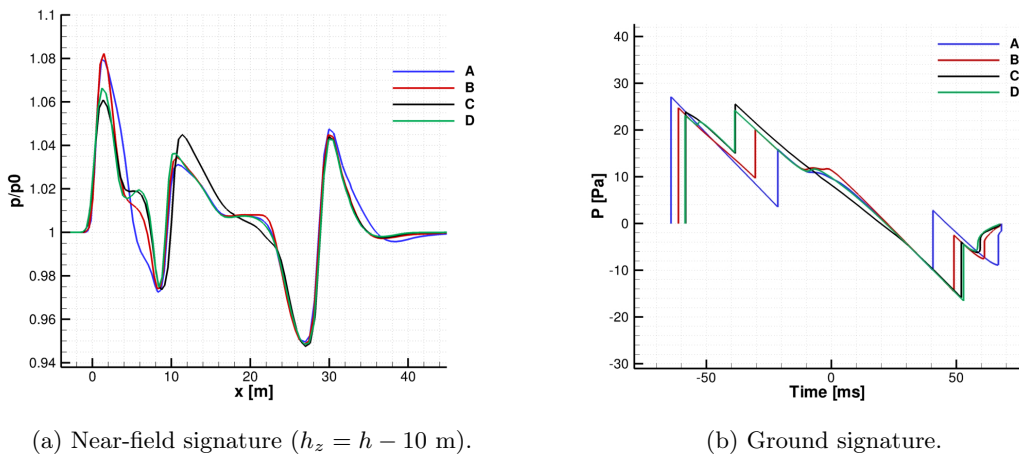 1.1
1.08
1.06
1.04
1.02
1
0.98
0.96
0.94
p/p0
0 10 20 30 40
x [m]
A
B
C
D
(a) Near-field signature (h_z = h − 10 m).
40
30
20
10
0
-10
-20
-30
P [Pa]
-50 0 50
Time [ms]
A
B
C
D
(b) Ground signature.